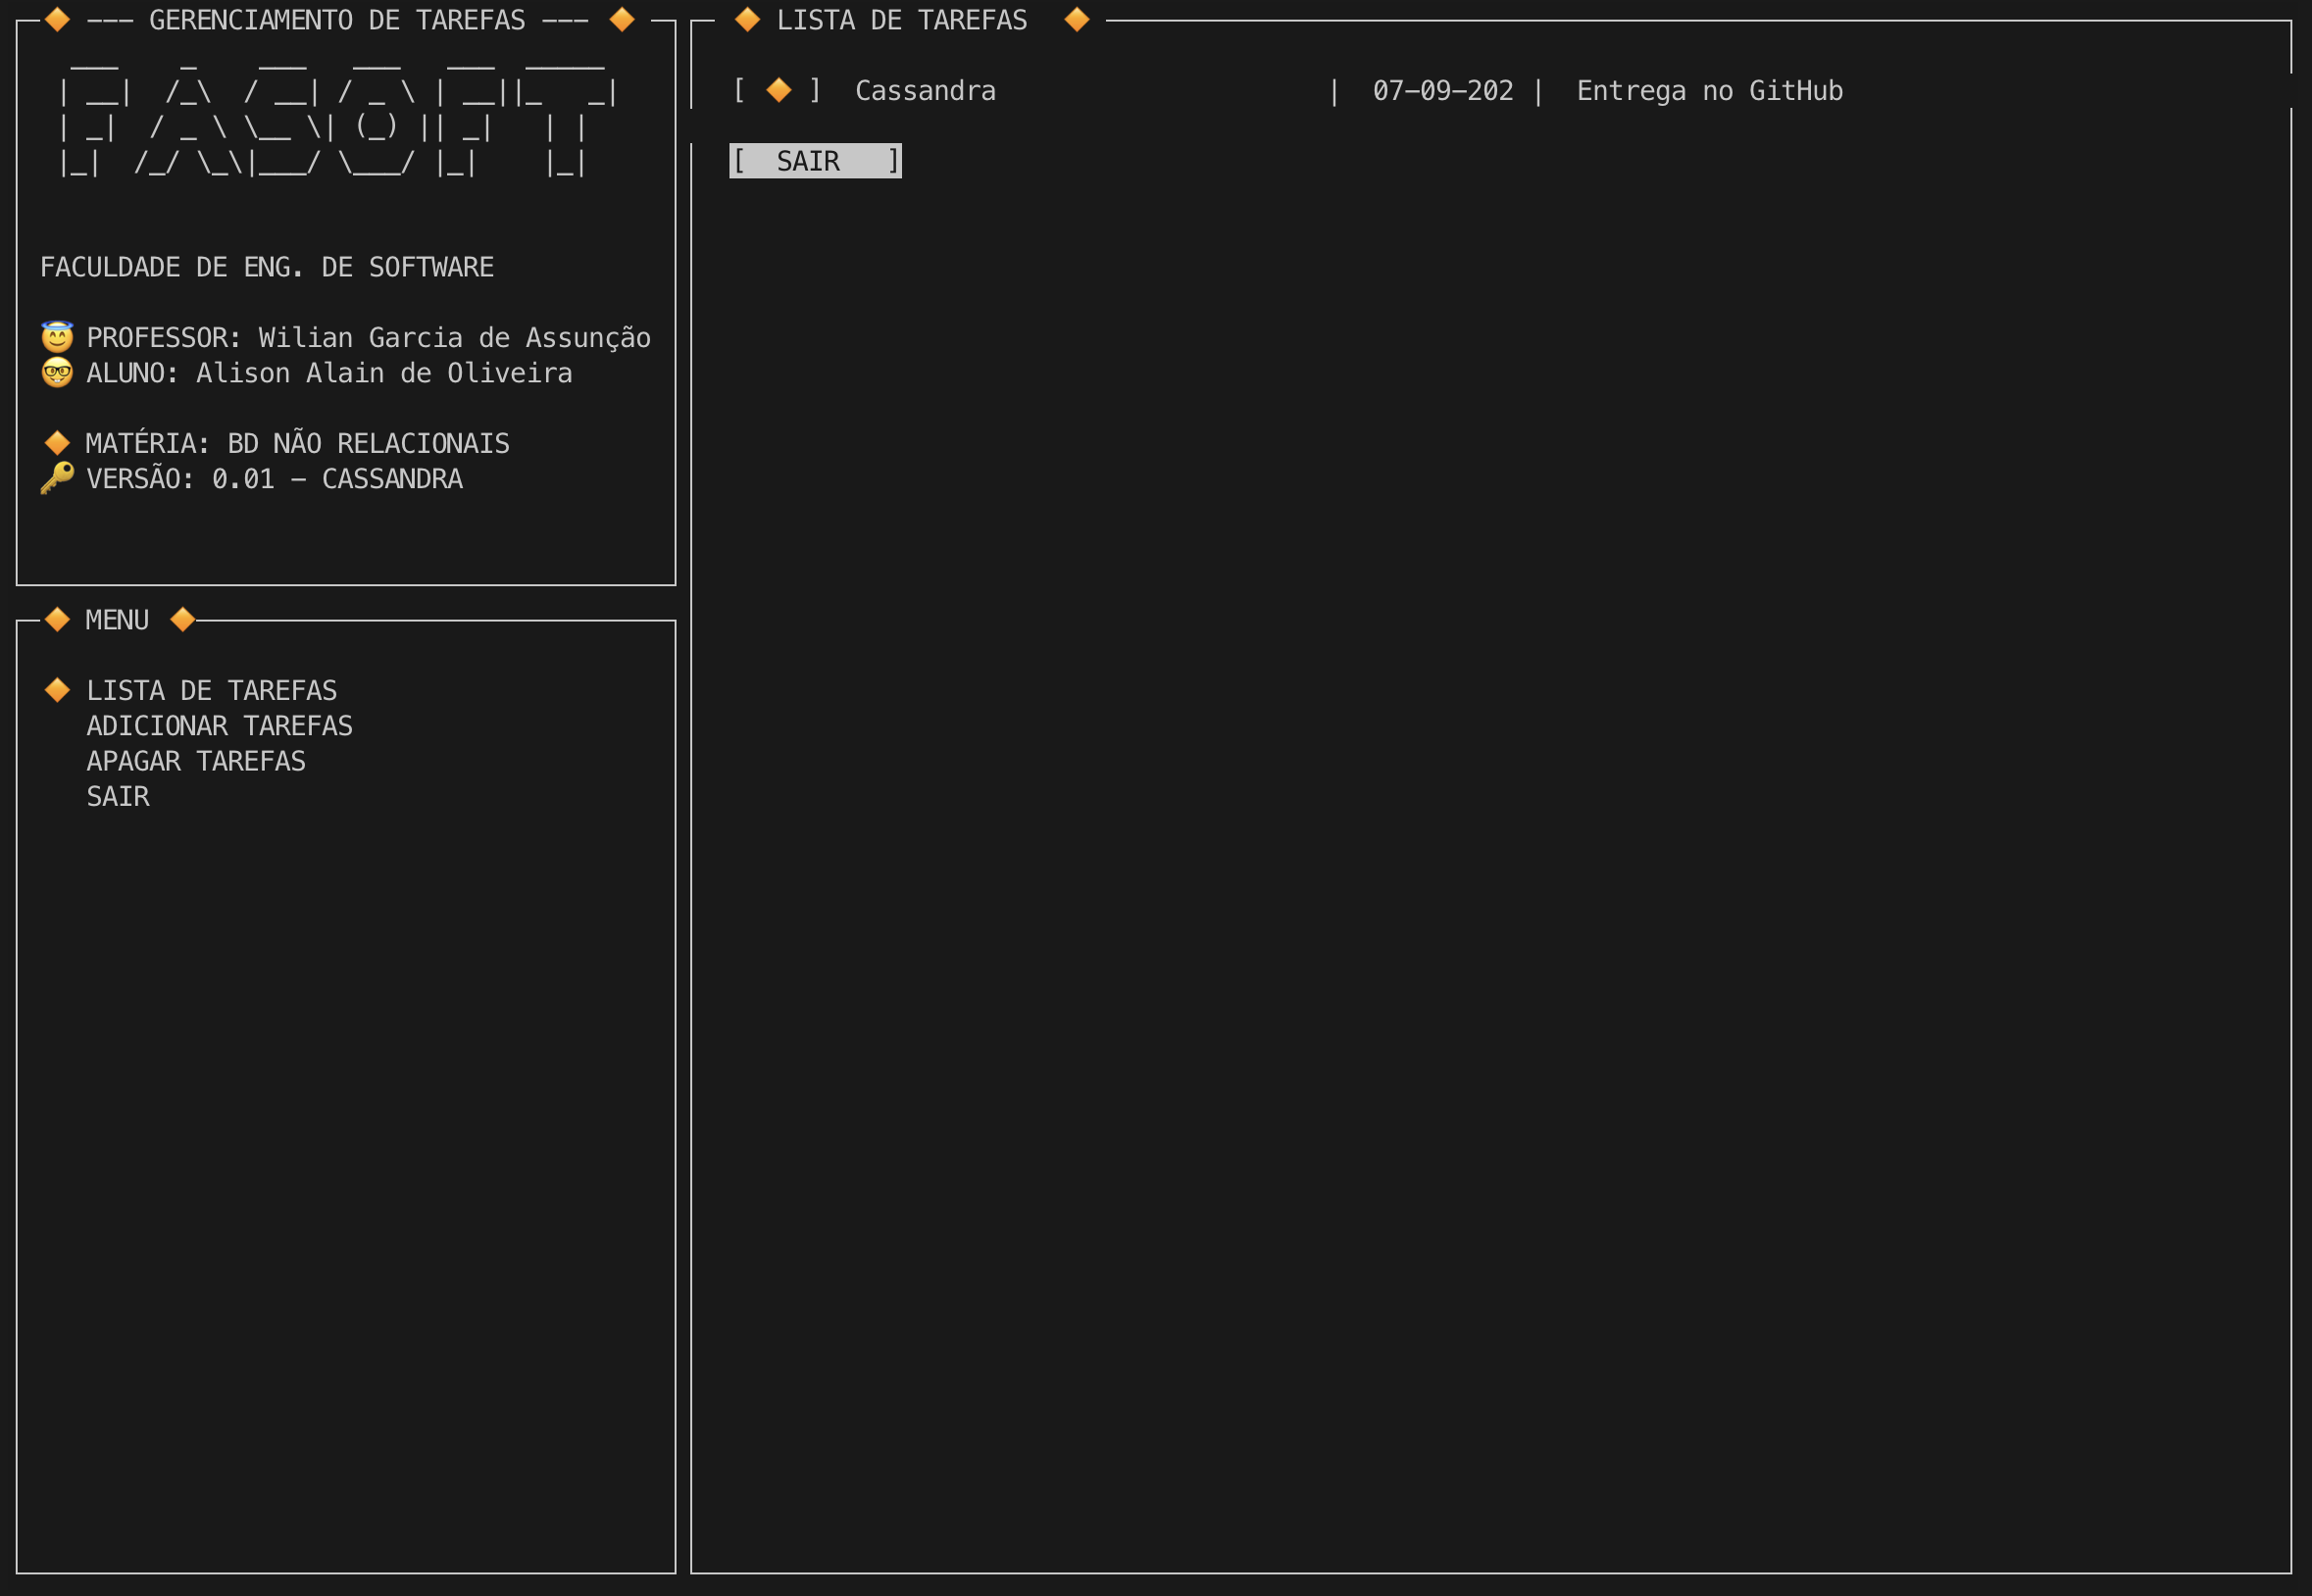 🔶 --- GERENCIAMENTO DE TAREFAS --- 🔶
FASOFT
FACULDADE DE ENG. DE SOFTWARE
😇 PROFESSOR: Wilian Garcia de Assunção
🤓 ALUNO: Alison Alain de Oliveira
🔶 MATÉRIA: BD NÃO RELACIONAIS
🔑 VERSÃO: 0.01 - CASSANDRA
🔶 MENU 🔶
🔶 LISTA DE TAREFAS
ADICIONAR TAREFAS
APAGAR TAREFAS
SAIR
🔶 LISTA DE TAREFAS 🔶
[ 🔶 ] Cassandra | 07-09-202 | Entrega no GitHub
[ SAIR ]